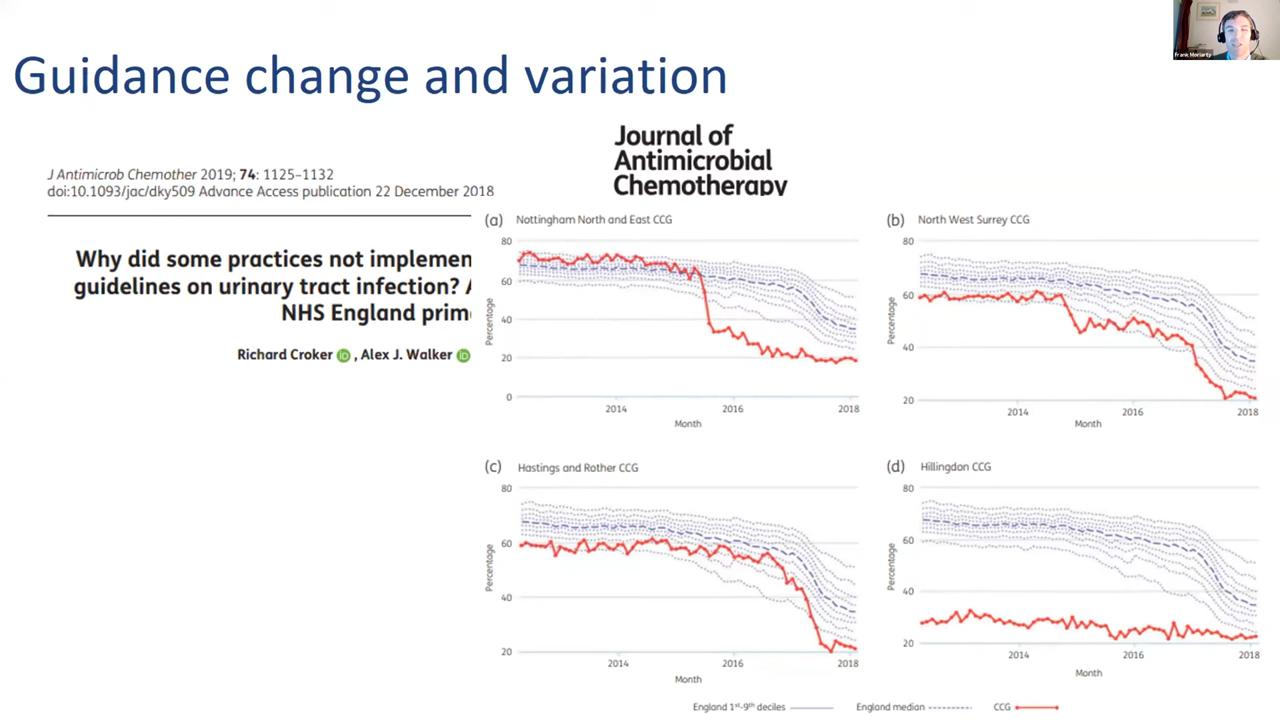 Guidance change and variation
Frank Moriarty
J Antimicrob Chemother 2019; 74: 1125–1132
doi:10.1093/jac/dky509 Advance Access publication 22 December 2018
Journal of
Antimicrobial
Chemotherapy
Why did some practices not implemen
guidelines on urinary tract infection? A
NHS England prim
Richard Croker iD , Alex J. Walker iD
(a) Nottingham North and East CCG
80
60
40
20
0
Percentage
2014 2016 2018
Month
(b) North West Surrey CCG
80
60
40
20
Percentage
2014 2016 2018
Month
(c) Hastings and Rother CCG
80
60
40
20
Percentage
2014 2016 2018
Month
(d) Hillingdon CCG
80
60
40
20
Percentage
2014 2016 2018
Month
England 1st-9th deciles England median CCG